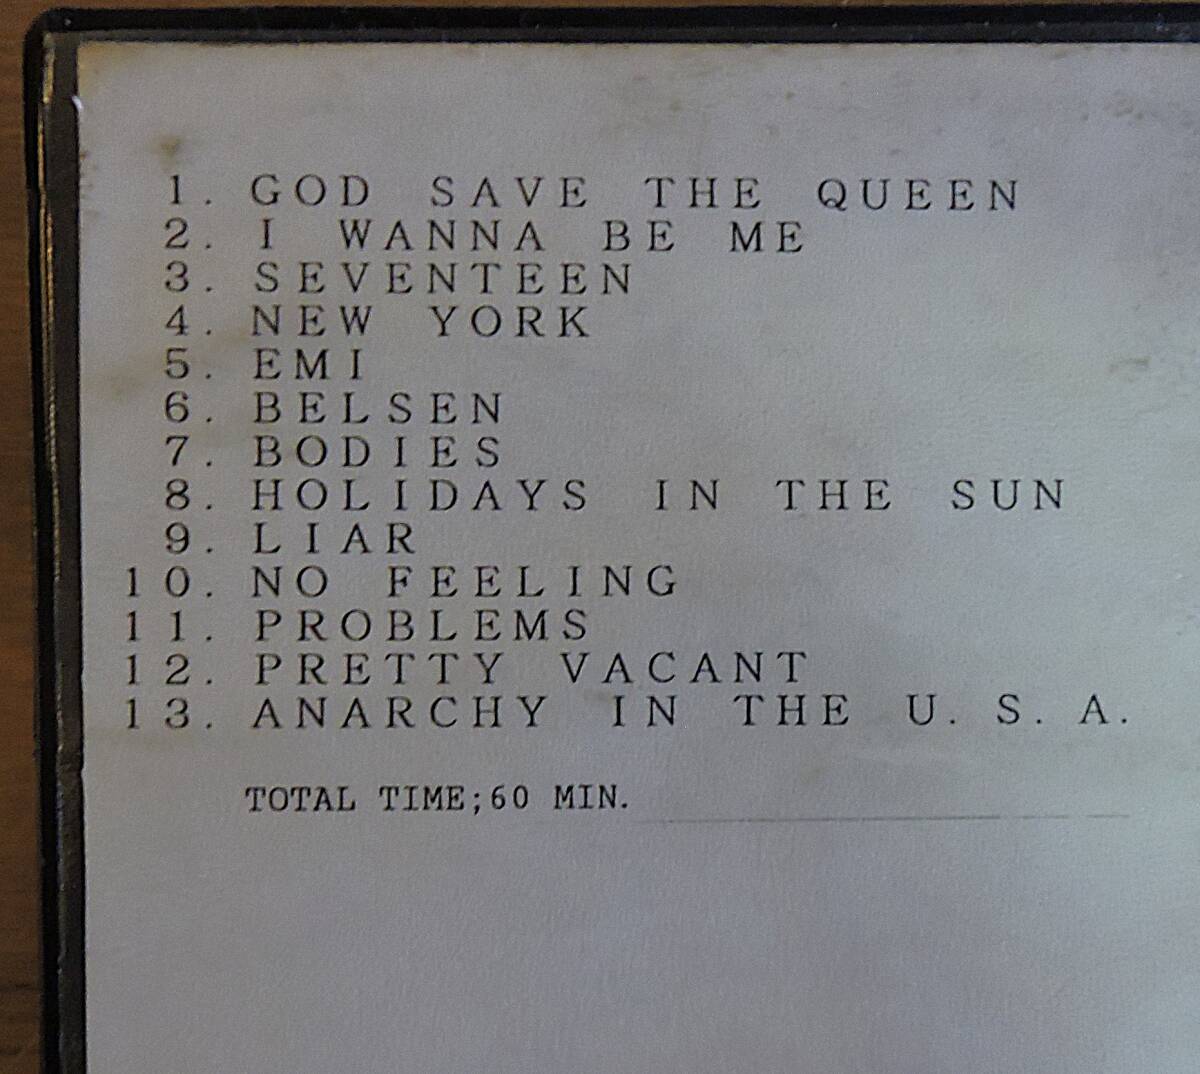 1. GOD SAVE THE QUEEN
2. I WANNA BE ME
3. SEVENTEEN
4. NEW YORK
5. EMI
6. BELSEN
7. BODIES
8. HOLIDAYS IN THE SUN
9. LIAR
10. NO FEELING
11. PROBLEMS
12. PRETTY VACANT
13. ANARCHY IN THE U. S. A.
TOTAL TIME;60 MIN.